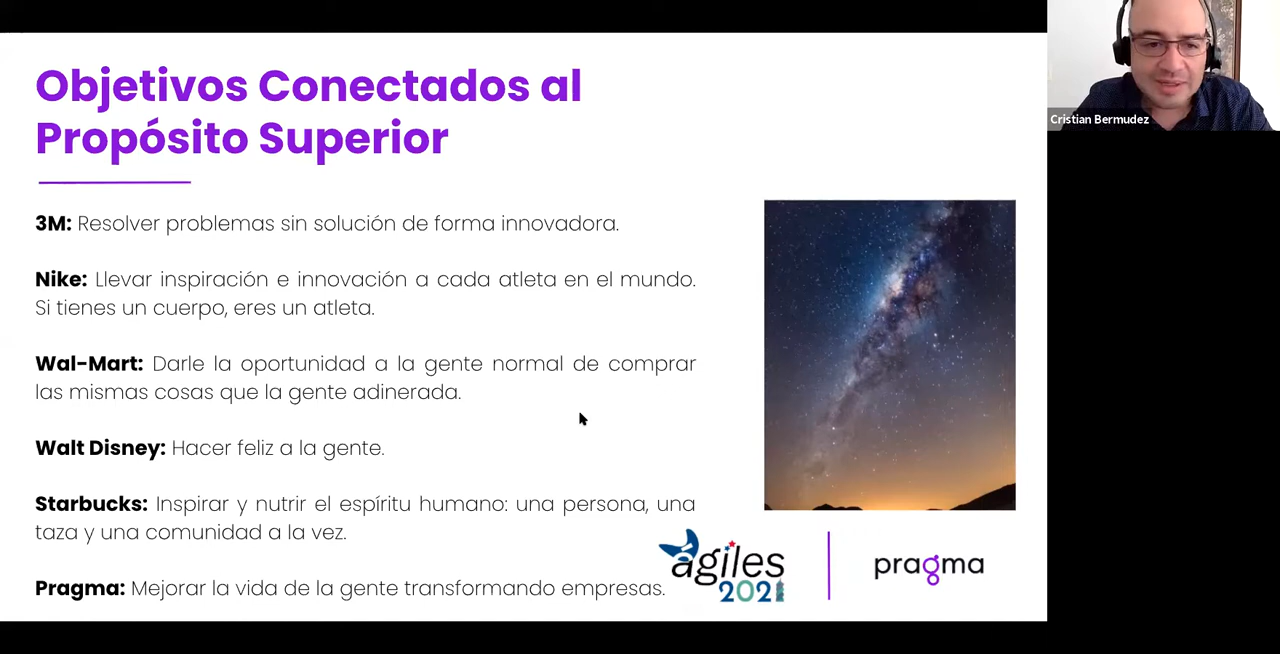 Objetivos Conectados al
Propósito Superior
3M: Resolver problemas sin solución de forma innovadora.
Nike: Llevar inspiración e innovación a cada atleta en el mundo.
Si tienes un cuerpo, eres un atleta.
Wal-Mart: Darle la oportunidad a la gente normal de comprar
las mismas cosas que la gente adinerada.
Walt Disney: Hacer feliz a la gente.
Starbucks: Inspirar y nutrir el espíritu humano: una persona, una
taza y una comunidad a la vez.
Pragma: Mejorar la vida de la gente transformando empresas.
agiles
2021
pragma
Cristian Bermudez